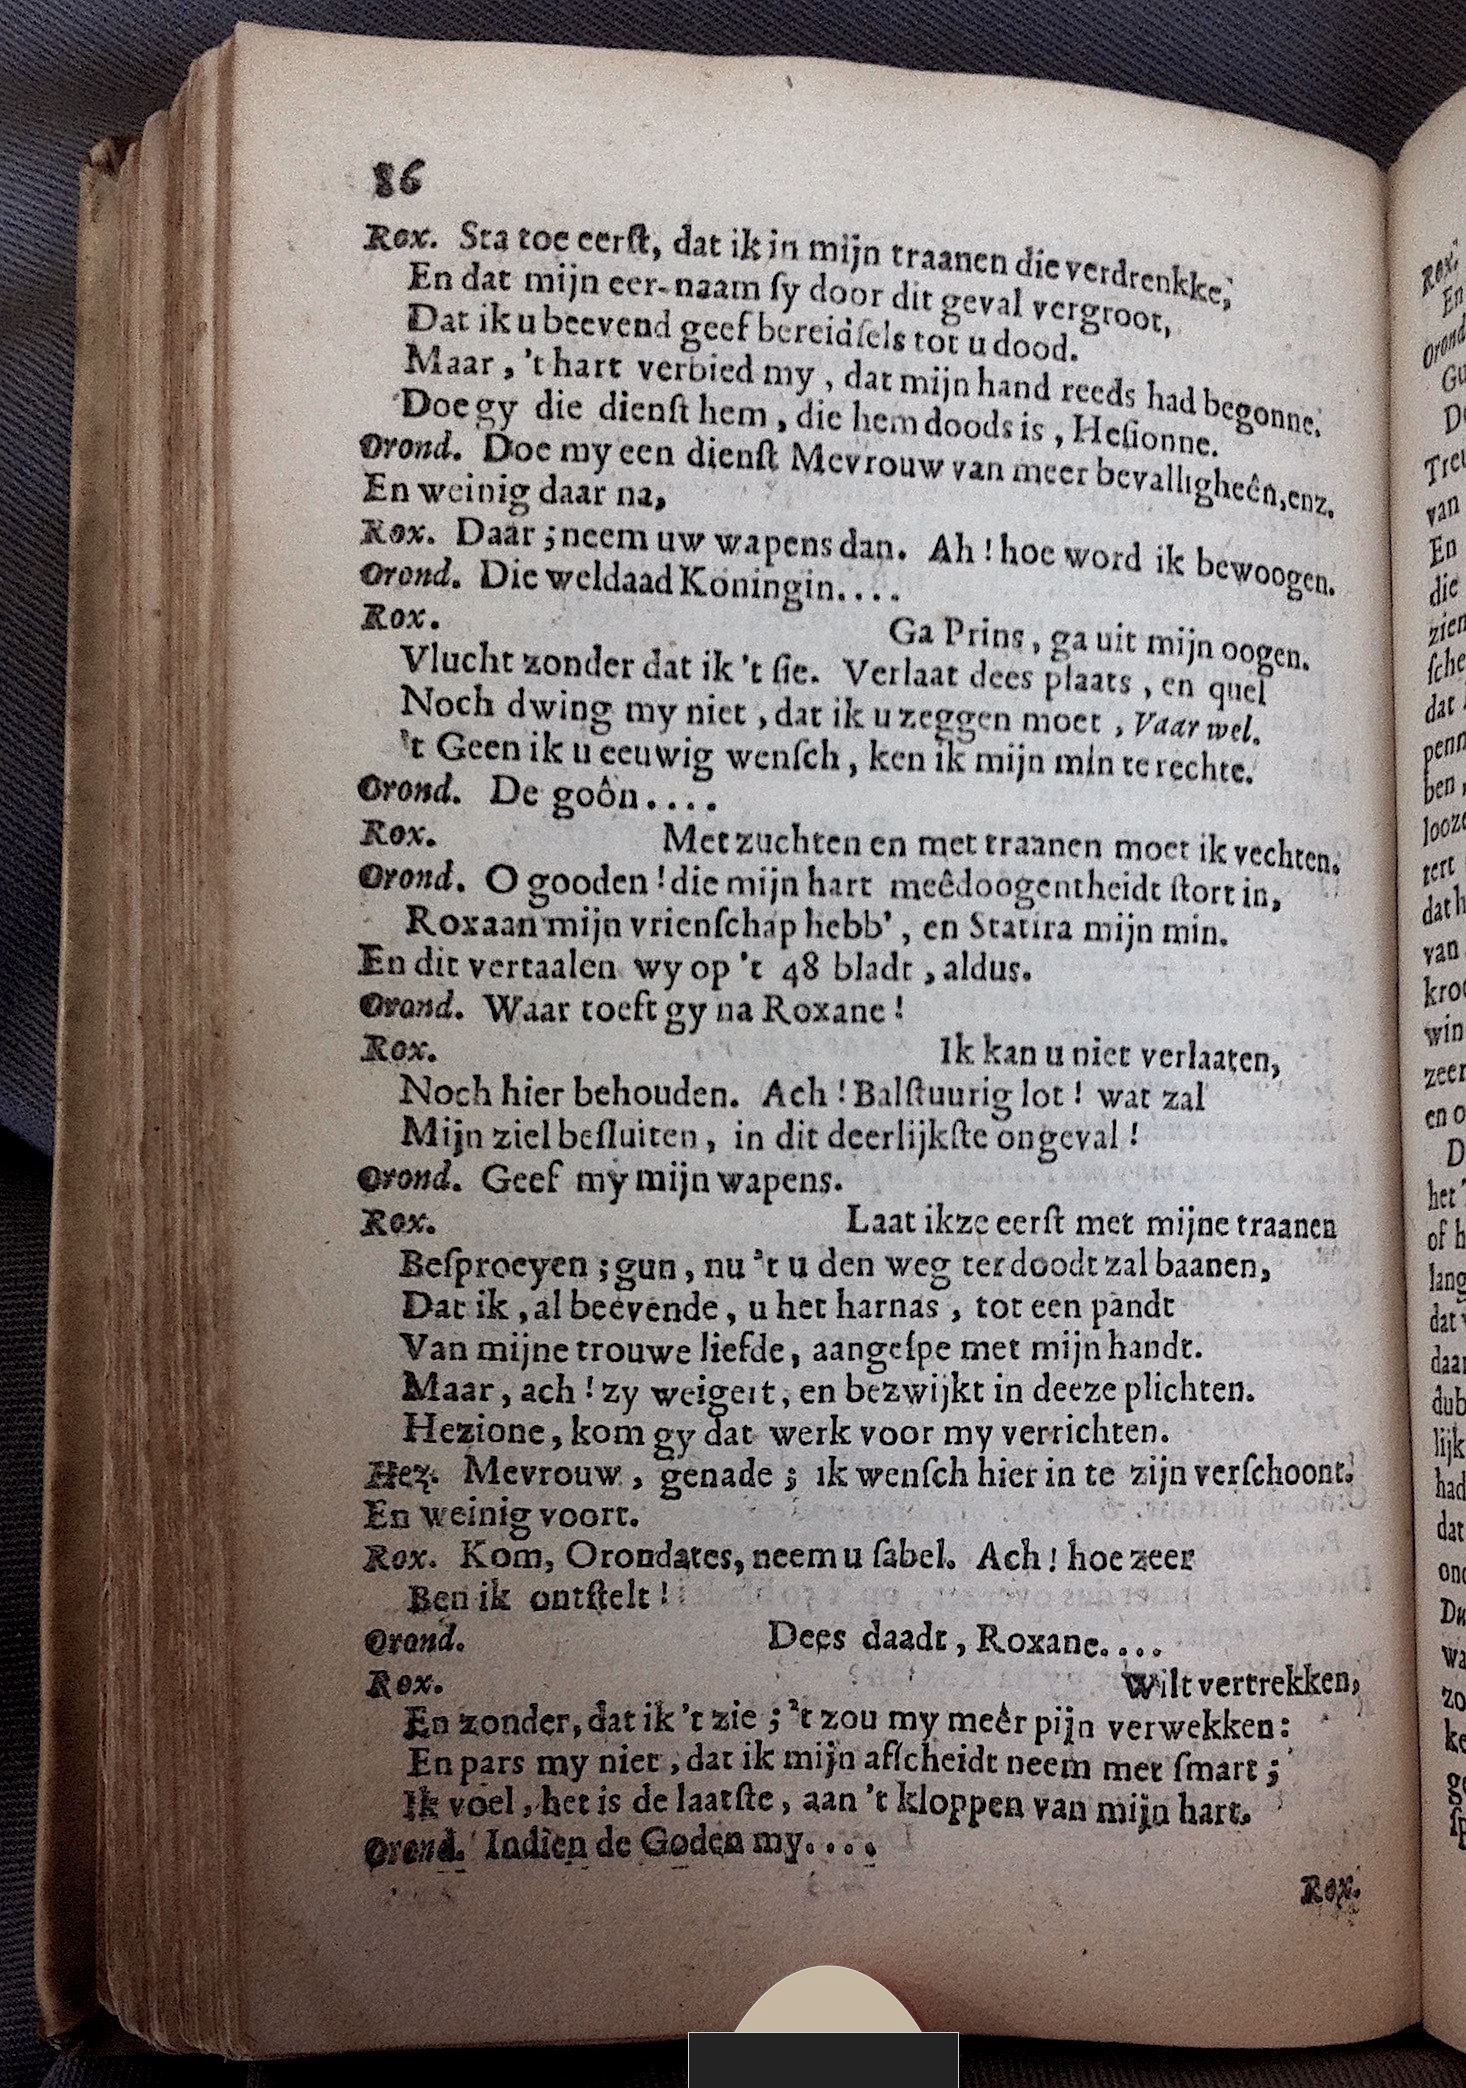 86
Rox. Sta toe eerſt, dat ik in mijn traanen die verdrenkke,
En dat mijn eer-naam ſy door dit geval vergroot,
Dat ik u beevend geef bereidſels tot u dood.
Maar, 't hart verbied my, dat mijn hand reeds had begonne.
Doe gy die dienſt hem, die hem doods is, Heſionne.
Orond. Doe my een dienſt Mevrouw van meer bevalligheên, enz.
En weinig daar na,
Rox. Daar; neem uw wapens dan. Ah! hoe word ik bewoogen.
Orond. Die weldaad Koningin....
Rox. Ga Prins, ga uit mijn oogen.
Vlucht zonder dat ik 't ſie. Verlaat dees plaats, en quel
Noch dwing my niet, dat ik u zeggen moet, Vaar wel.
't Geen ik u eeuwig wenſch, ken ik mijn min te rechte.
Orond. De goôn....
Rox. Met zuchten en met traanen moet ik vechten.
Orond. O gooden! die mijn hart meêdoogentheidt ſtort in,
Roxaan mijn vrienſchap hebb', en Statira mijn min.
En dit vertaalen wy op 't 48 bladt, aldus.
Orond. Waar toeft gy na Roxane!
Rox. Ik kan u niet verlaaten,
Noch hier behouden. Ach! Balſtuurig lot! wat zal
Mijn ziel beſluiten, in dit deerlijkſte ongeval!
Orond. Geef my mijn wapens.
Rox. Laat ik ze eerſt met mijne traanen
Beſproeyen; gun, nu 't u den weg ter doodt zal baanen,
Dat ik, al beevende, u het harnas, tot een pandt
Van mijne trouwe liefde, aangeſpe met mijn handt.
Maar, ach! zy weigert, en bezwijkt in deeze plichten.
Hezione, kom gy dat werk voor my verrichten.
Hez. Mevrouw, genade; ik wenſch hier in te zijn verſchoont.
En weinig voort.
Rox. Kom, Orondates, neem u ſabel. Ach! hoe zeer
Ben ik ontſtelt!
Orond. Dees daadt, Roxane....
Rox. Wilt vertrekken,
En zonder, dat ik 't zie; 't zou my meêr pijn verwekken:
En pars my niet, dat ik mijn afſcheidt neem met ſmart;
Ik voel, het is de laatſte, aan 't kloppen van mijn hart.
Orond. Indien de Goden my....
Rox.